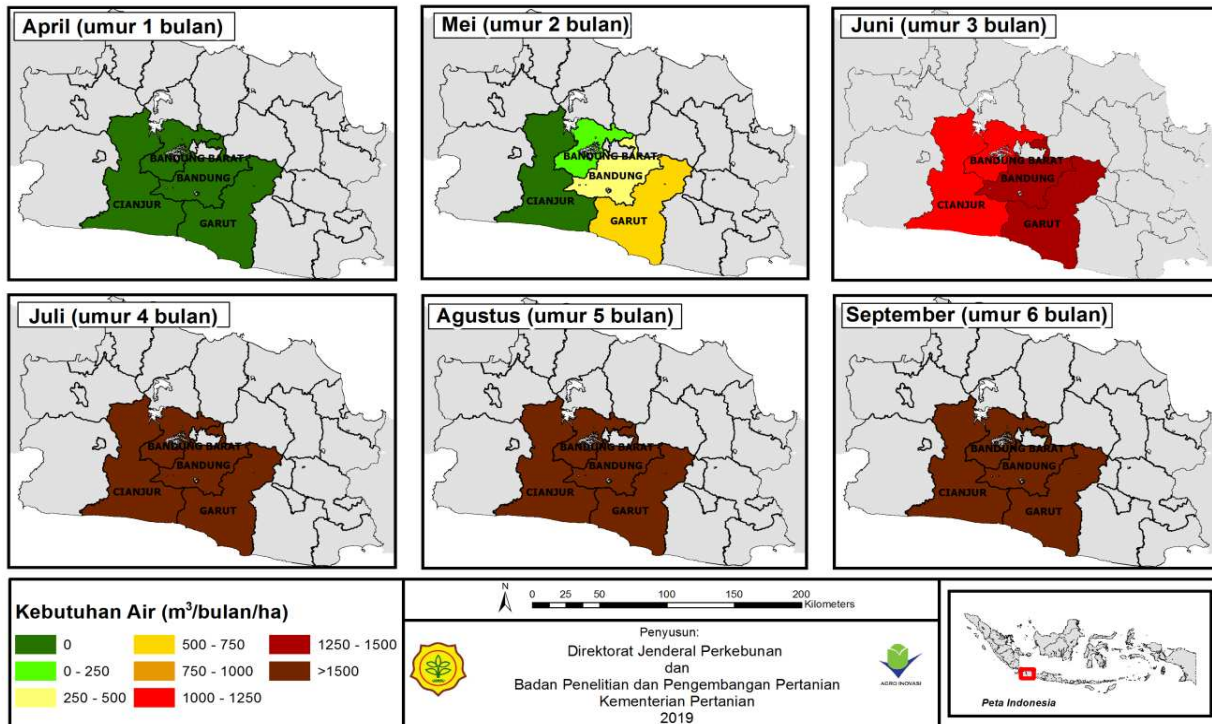 April (umur 1 bulan)
BANDUNG BARAT
BANDUNG
CIANJUR
GARUT
Mei (umur 2 bulan)
BANDUNG BARAT
BANDUNG
CIANJUR
GARUT
Juni (umur 3 bulan)
BANDUNG BARAT
BANDUNG
CIANJUR
GARUT
Juli (umur 4 bulan)
BANDUNG BARAT
BANDUNG
CIANJUR
GARUT
Agustus (umur 5 bulan)
BANDUNG BARAT
BANDUNG
CIANJUR
GARUT
September (umur 6 bulan)
BANDUNG BARAT
BANDUNG
CIANJUR
GARUT
Kebutuhan Air (m³/bulan/ha)
0
0 - 250
250 - 500
500 - 750
750 - 1000
1000 - 1250
1250 - 1500
>1500
N
0 25 50 100 150 200
Kilometers
Penyusun:
Direktorat Jenderal Perkebunan
dan
Badan Penelitian dan Pengembangan Pertanian
Kementerian Pertanian
2019
AGRO INOVASI
Peta Indonesia